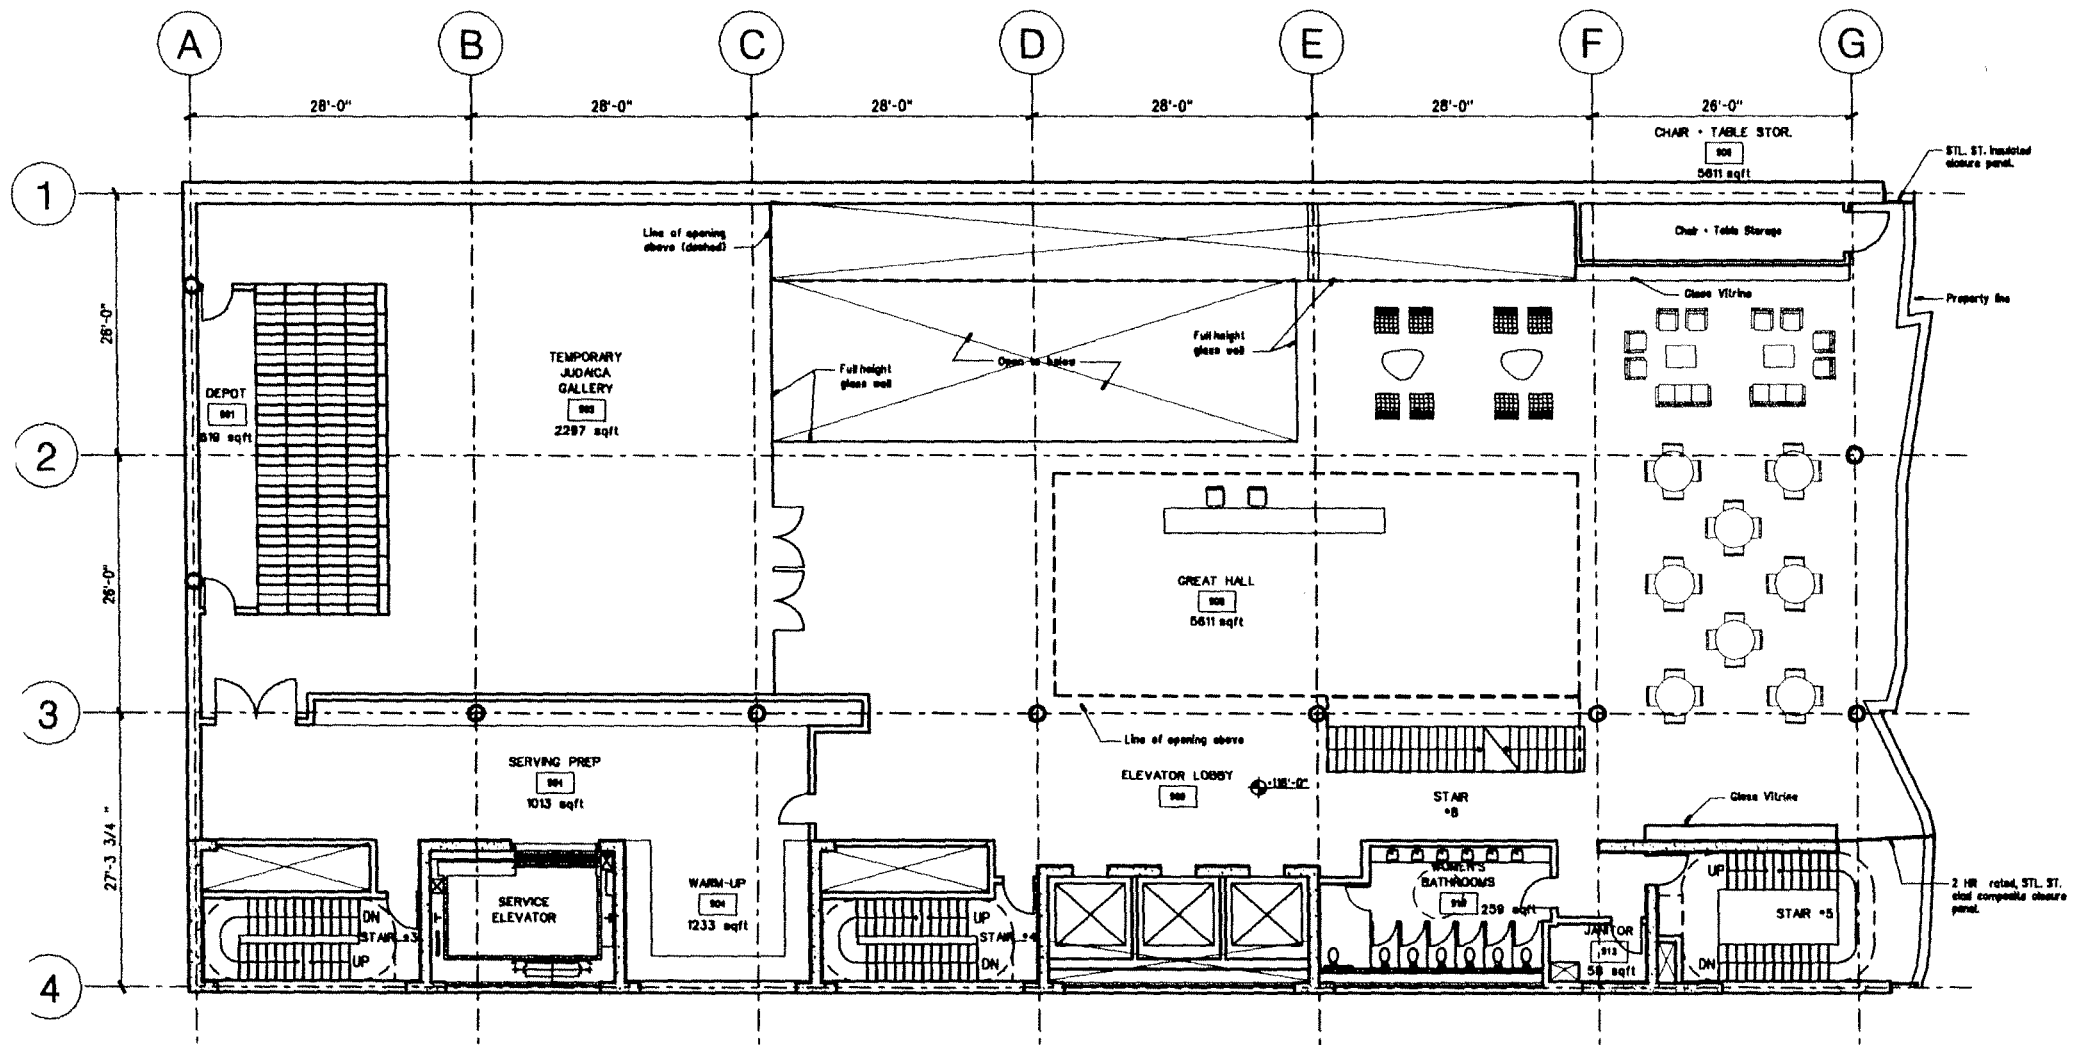 A
B
C
D
E
F
G
28'-0"
28'-0"
28'-0"
28'-0"
28'-0"
26'-0"
CHAIR + TABLE STOR.
5611 sqft
STL. ST. Insulated
closure panel.
1
Line of opening
above (dashed)
Chair + Table Storage
Glass Vitrine
Property line
26'-0"
TEMPORARY
JUDAICA
GALLERY
2297 sqft
Full height
glass wall
Open to below
Full height
glass wall
DEPOT
sqft
2
26'-0"
GREAT HALL
5611 sqft
3
Line of opening above
SERVING PREP
1013 sqft
ELEVATOR LOBBY
STAIR
Glass Vitrine
27'-3 3/4 "
WARM-UP
904
1233 sqft
SERVICE
ELEVATOR
WOMEN'S
BATHROOMS
259 sqft
JANITOR
913
sqft
DN
STAIR
UP
UP
STAIR
DN
UP
STAIR
DN
2 HR rated, STL. ST.
clad composite closure
panel.
4